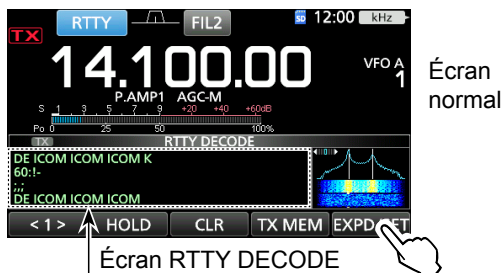 RTTY FIL2 12:00 kHz
TX
14.100.00 VFO A
1
P.AMP1 AGC-M
S 1 3 5 7 9 +20 +40 +60dB
Po 0 25 50 100%
TX RTTY DECODE
DE ICOM ICOM ICOM K
60:!-
;;
DE ICOM ICOM ICOM
< 1 > HOLD CLR TX MEM EXPD
Écran RTTY DECODE
Écran
normal